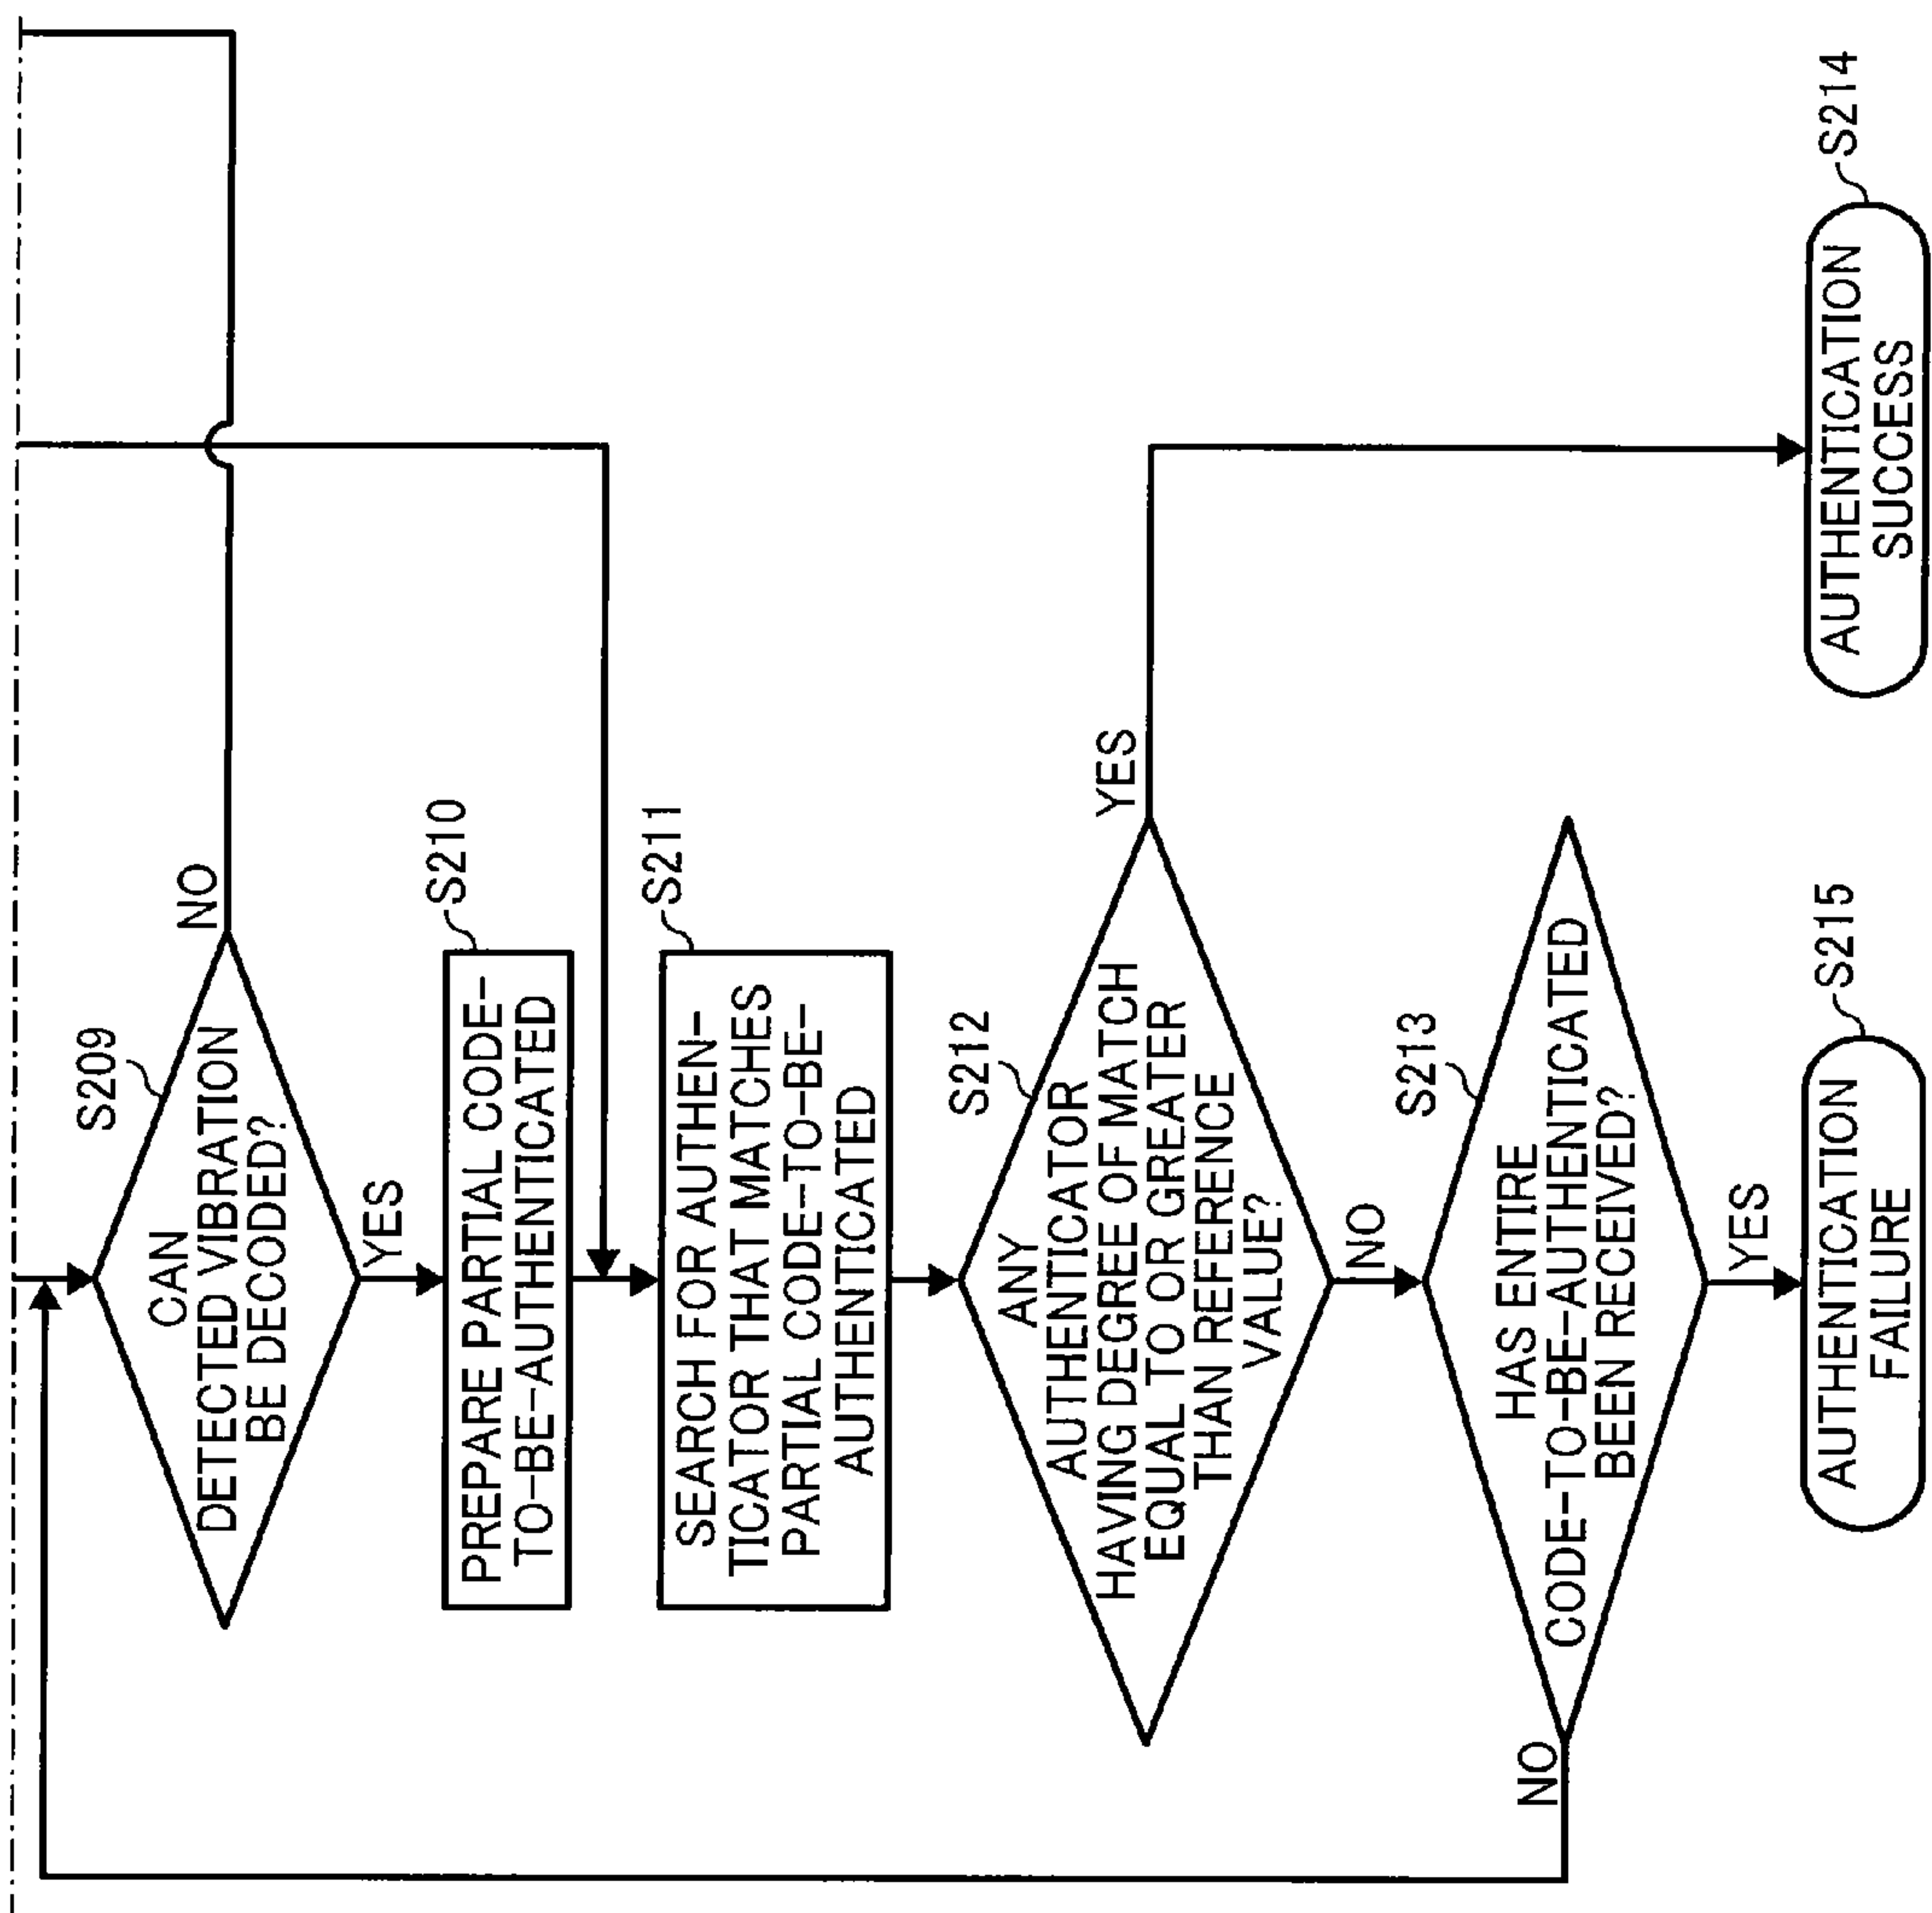 S209
CAN
DETECTED VIBRATION
BE DECODED?
NO
YES
S210
PREPARE PARTIAL CODE-
TO-BE-AUTHENTICATED
S211
SEARCH FOR AUTHEN-
TICATOR THAT MATCHES
PARTIAL CODE-TO-BE-
AUTHENTICATED
S212
ANY
AUTHENTICATOR
HAVING DEGREE OF MATCH
EQUAL TO OR GREATER
THAN REFERENCE
VALUE?
YES
NO
S213
HAS ENTIRE
CODE-TO-BE-AUTHENTICATED
BEEN RECEIVED?
NO
YES
S215
AUTHENTICATION
FAILURE
S214
AUTHENTICATION
SUCCESS